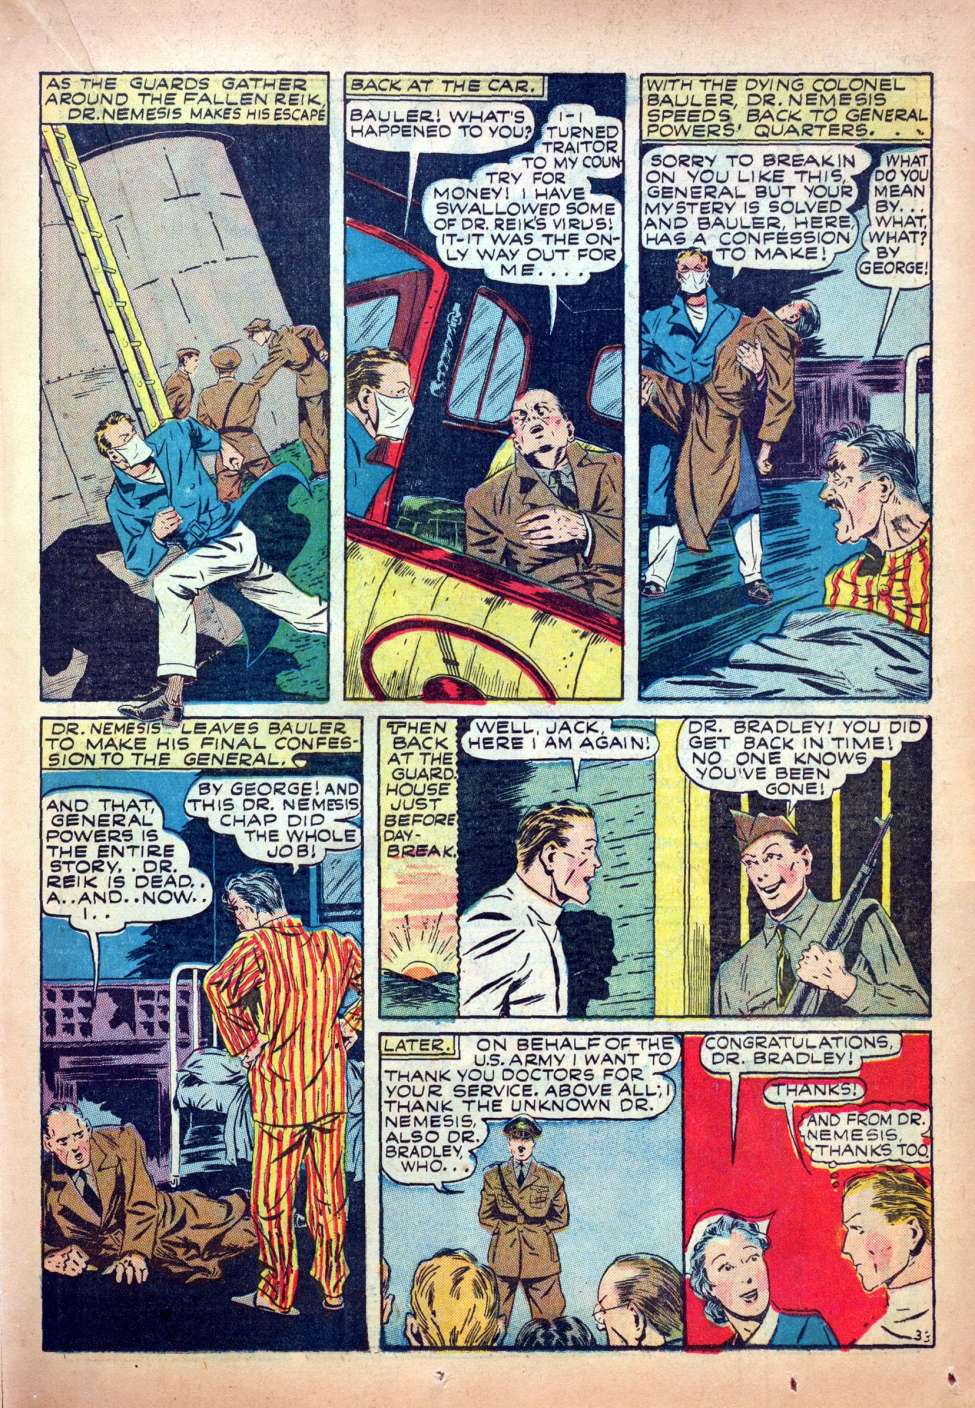 AS THE GUARDS GATHER
AROUND THE FALLEN REIK,
DR. NEMESIS MAKES HIS ESCAPE
BACK AT THE CAR.
BAULER! WHAT'S
HAPPENED TO YOU?
I-I
TURNED
TRAITOR
TO MY COUN-
TRY FOR
MONEY! I HAVE
SWALLOWED SOME
OF DR. REIK'S VIRUS!
IT-IT WAS THE ON-
LY WAY OUT FOR
ME....
WITH THE DYING COLONEL
BAULER, DR. NEMESIS
SPEEDS BACK TO GENERAL
POWERS' QUARTERS...
SORRY TO BREAK IN
ON YOU LIKE THIS,
GENERAL BUT YOUR
MYSTERY IS SOLVED
AND BAULER, HERE,
HAS A CONFESSION
TO MAKE!
WHAT
DO YOU
MEAN
BY...
WHAT,
WHAT?
BY
GEORGE!
DR. NEMESIS LEAVES BAULER
TO MAKE HIS FINAL CONFES-
SION TO THE GENERAL.
AND THAT,
GENERAL
POWERS IS
THE ENTIRE
STORY... DR.
REIK IS DEAD..
A..AND..NOW..
I..
BY GEORGE! AND
THIS DR. NEMESIS
CHAP DID
THE WHOLE
JOB!
THEN
BACK
AT THE
GUARD-
HOUSE
JUST
BEFORE
DAY-
BREAK.
WELL, JACK,
HERE I AM AGAIN!
DR. BRADLEY! YOU DID
GET BACK IN TIME!
NO ONE KNOWS
YOU'VE BEEN
GONE!
LATER.
ON BEHALF OF THE
U.S. ARMY I WANT TO
THANK YOU DOCTORS FOR
YOUR SERVICE. ABOVE ALL, I
THANK THE UNKNOWN DR.
NEMESIS,
ALSO DR.
BRADLEY,
WHO...
CONGRATULATIONS,
DR. BRADLEY!
THANKS!
AND FROM DR.
NEMESIS,
THANKS TOO.